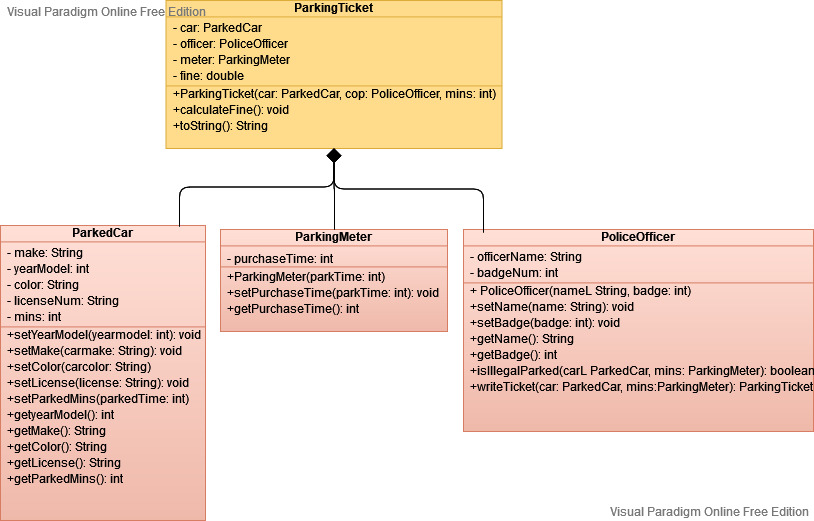 Visual Paradigm Online Free Edition
ParkingTicket
- car: ParkedCar
- officer: PoliceOfficer
- meter: ParkingMeter
- fine: double
+ParkingTicket(car: ParkedCar, cop: PoliceOfficer, mins: int)
+calculateFine(): void
+toString(): String
ParkedCar
- make: String
- yearModel: int
- color: String
- licenseNum: String
- mins: int
+setYearModel(yearmodel: int): void
+setMake(carmake: String): void
+setColor(carcolor: String)
+setLicense(license: String): void
+setParkedMins(parkedTime: int)
+getyearModel(): int
+getMake(): String
+getColor(): String
+getLicense(): String
+getParkedMins(): int
ParkingMeter
- purchaseTime: int
+ParkingMeter(parkTime: int)
+setPurchaseTime(parkTime: int): void
+getPurchaseTime(): int
PoliceOfficer
- officerName: String
- badgeNum: int
+ PoliceOfficer(nameL String, badge: int)
+setName(name: String): void
+setBadge(badge: int): void
+getName(): String
+getBadge(): int
+isIllegalParked(carL ParkedCar, mins: ParkingMeter): boolean
+writeTicket(car: ParkedCar, mins:ParkingMeter): ParkingTicket
Visual Paradigm Online Free Edition